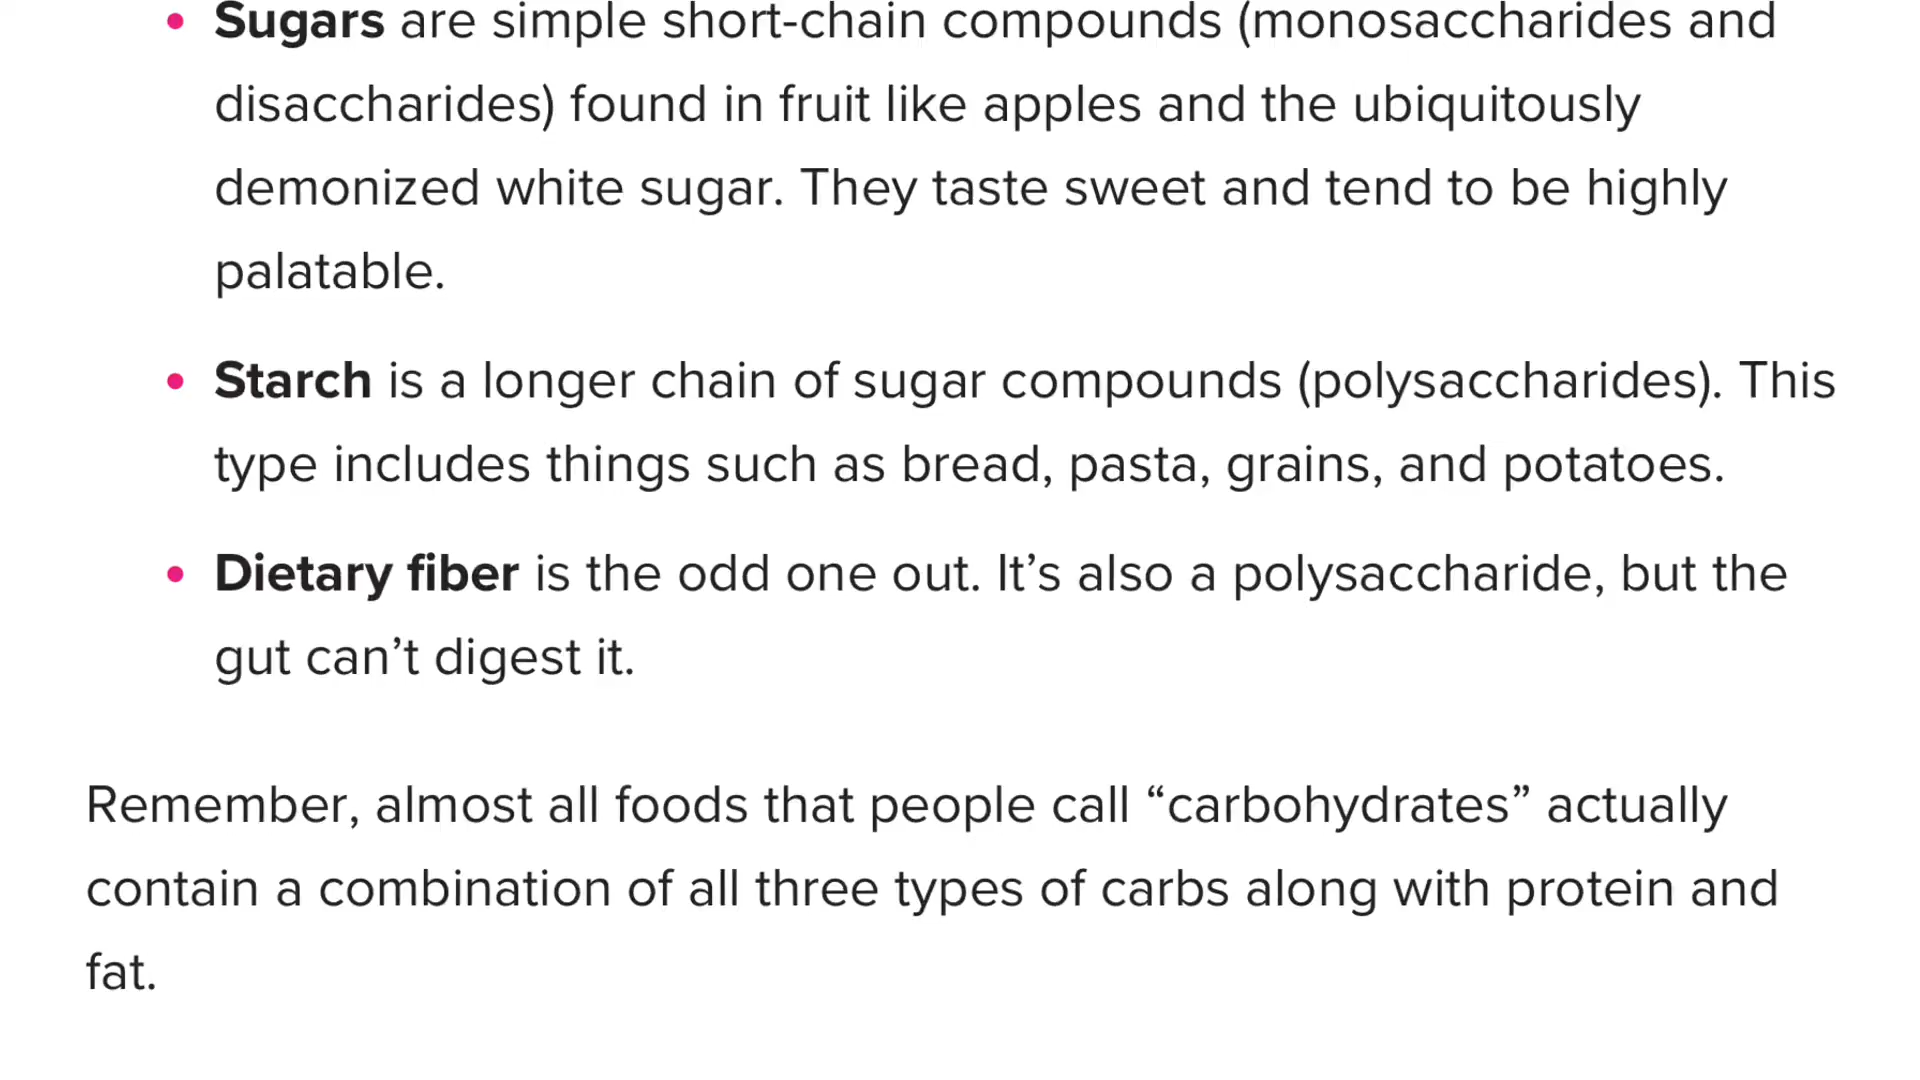 • Sugars are simple short-chain compounds (monosaccharides and
disaccharides) found in fruit like apples and the ubiquitously
demonized white sugar. They taste sweet and tend to be highly
palatable.
• Starch is a longer chain of sugar compounds (polysaccharides). This
type includes things such as bread, pasta, grains, and potatoes.
• Dietary fiber is the odd one out. It’s also a polysaccharide, but the
gut can’t digest it.
Remember, almost all foods that people call “carbohydrates” actually
contain a combination of all three types of carbs along with protein and
fat.